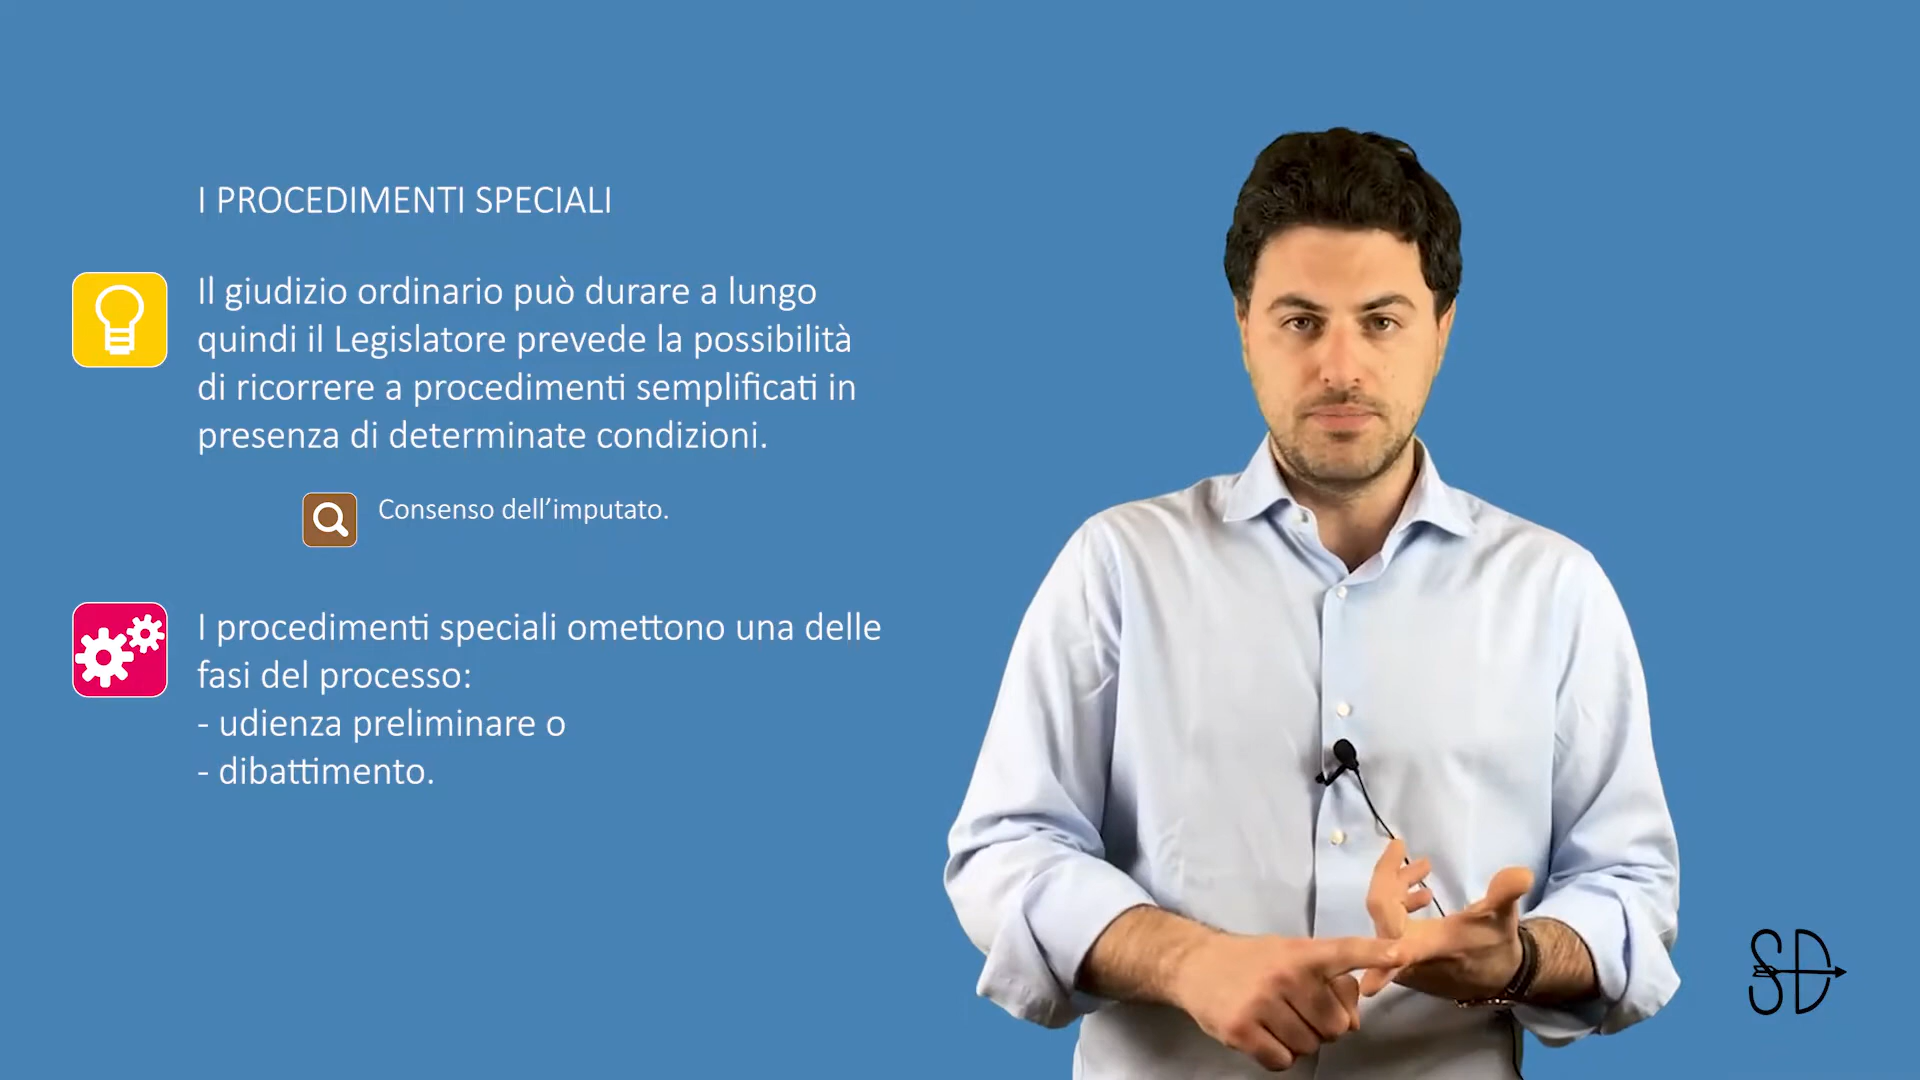 I PROCEDIMENTI SPECIALI
Il giudizio ordinario può durare a lungo
quindi il Legislatore prevede la possibilità
di ricorrere a procedimenti semplificati in
presenza di determinate condizioni.
Consenso dell’imputato.
I procedimenti speciali omettono una delle
fasi del processo:
- udienza preliminare o
- dibattimento.
SD